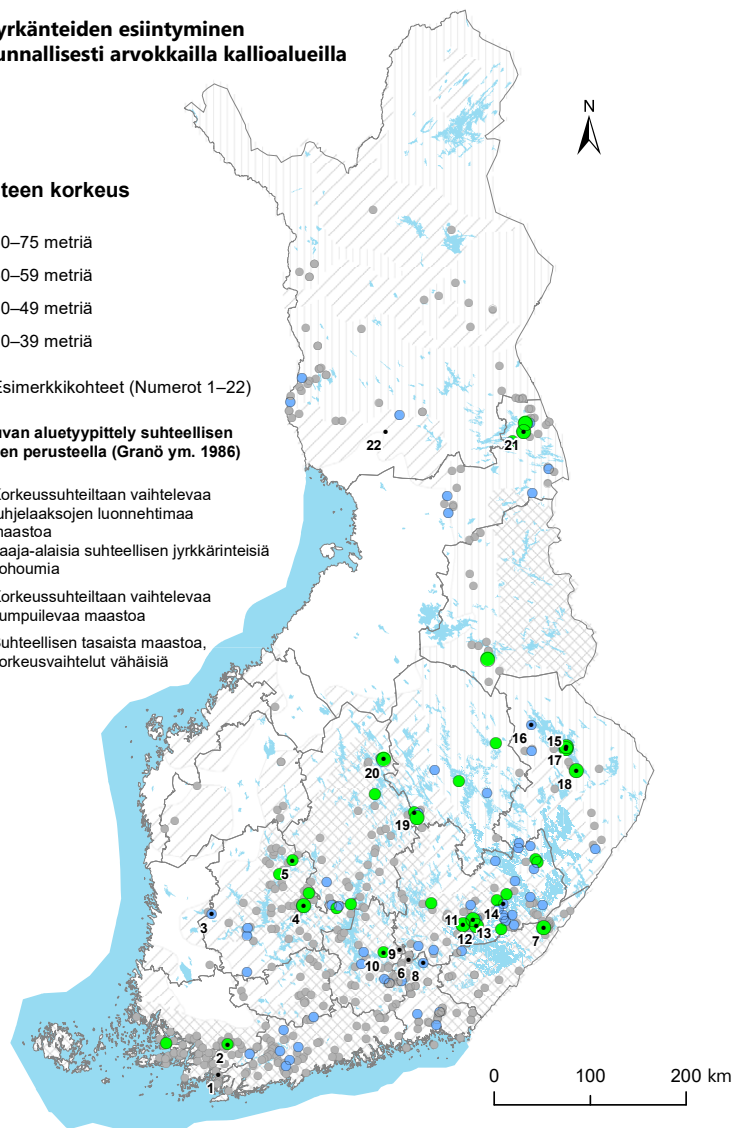 yrkänteiden esiintyminen
unnallisesti arvokkailla kallioalueilla
N
teen korkeus
0–75 metriä
0–59 metriä
0–49 metriä
0–39 metriä
Esimerkkikohteet (Numerot 1–22)
uvan aluetyypittely suhteellisen
en perusteella (Granö ym. 1986)
Korkeussuhteiltaan vaihtelevaa
uhjelaaksojen luonnehtimaa
maastoa
aaja-alaisia suhteellisen jyrkkärinteisiä
ohoumia
Korkeussuhteiltaan vaihtelevaa
umpuilevaa maastoa
Suhteellisen tasaista maastoa,
korkeusvaihtelut vähäisiä
22
21
16
15
17
18
20
19
5
4
3
11
14
12
13
7
9
10
6
8
2
1
0 100 200 km